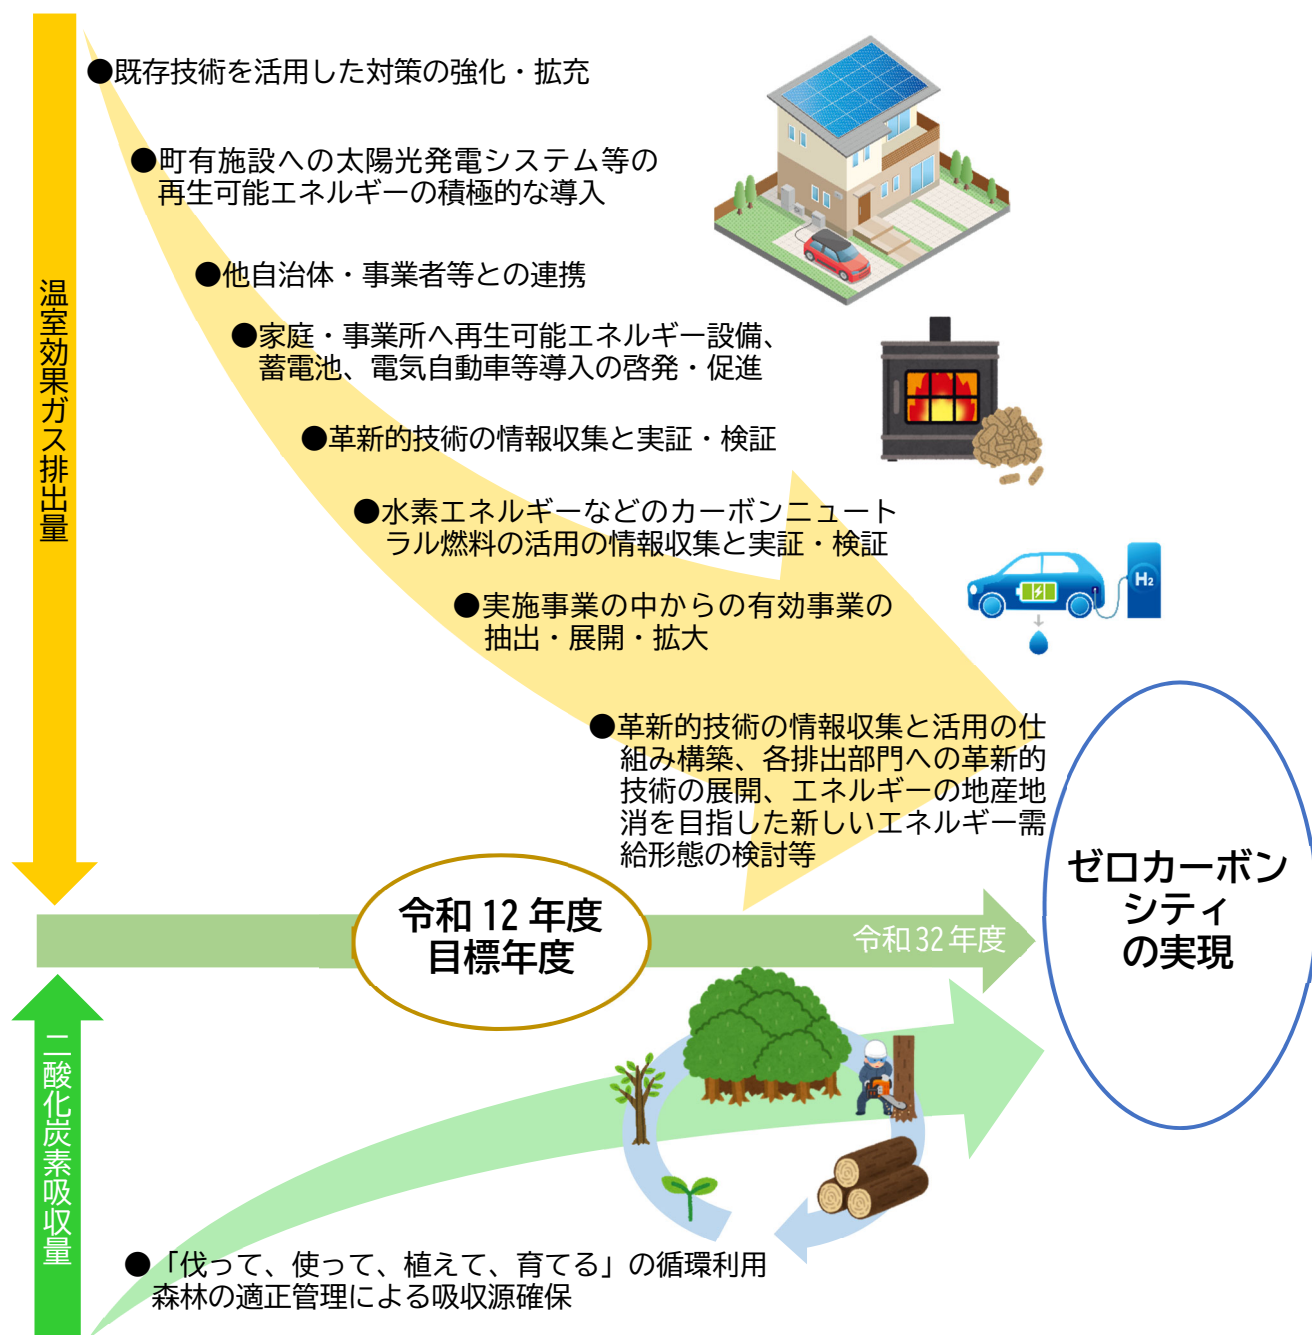 ●既存技術を活用した対策の強化・拡充
●町有施設への太陽光発電システム等の
再生可能エネルギーの積極的な導入
●他自治体・事業者等との連携
●家庭・事業所へ再生可能エネルギー設備、
蓄電池、電気自動車等導入の啓発・促進
●革新的技術の情報収集と実証・検証
●水素エネルギーなどのカーボンニュート
ラル燃料の活用の情報収集と実証・検証
●実施事業の中からの有効事業の
抽出・展開・拡大
●革新的技術の情報収集と活用の仕
組み構築、各排出部門への革新的
技術の展開、エネルギーの地産地
消を目指した新しいエネルギー需
給形態の検討等
温室効果ガス排出量
H₂
令和 12 年度
目標年度
令和 32 年度
ゼロカーボン
シティ
の実現
二酸化炭素吸収量
●「伐って、使って、植えて、育てる」の循環利用
森林の適正管理による吸収源確保